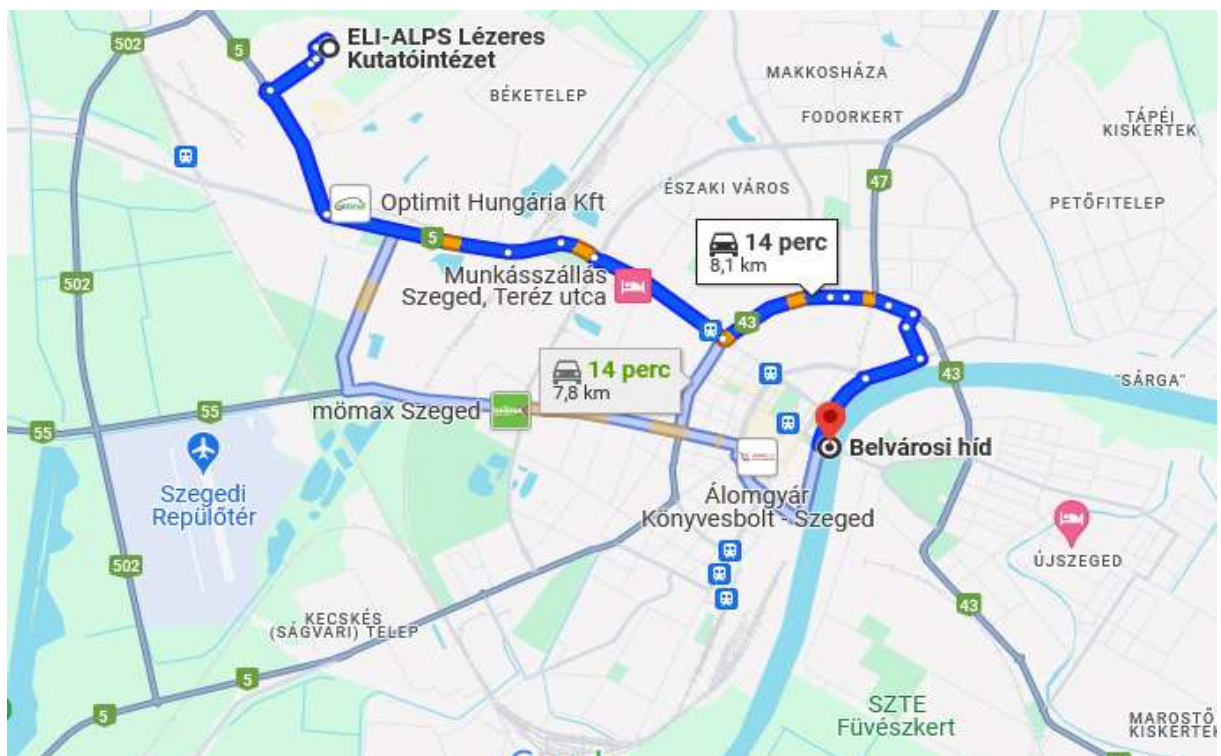 502
5
ELI-ALPS Lézeres
Kutatóintézet
BÉKETELEP
MAKKOSHÁZA
FODORKERT
TÁPÉI
KISKERTEK
ÉSZAKI VÁROS
47
PETŐFITELEP
Optimit Hungária Kft
5
14 perc
8,1 km
502
Munkásszállás
Szeged, Teréz utca
43
14 perc
7,8 km
43
"SÁRGA"
55
55
mömax Szeged
Belvárosi híd
Szegedi
Repülőtér
Álomgyár
Könyvesbolt - Szeged
ÚJSZEGED
502
43
KECSKÉS
(SÁGVÁRI) TELEP
5
5
SZTE
Füvészkert
MAROSTŐ
KISKERTEK